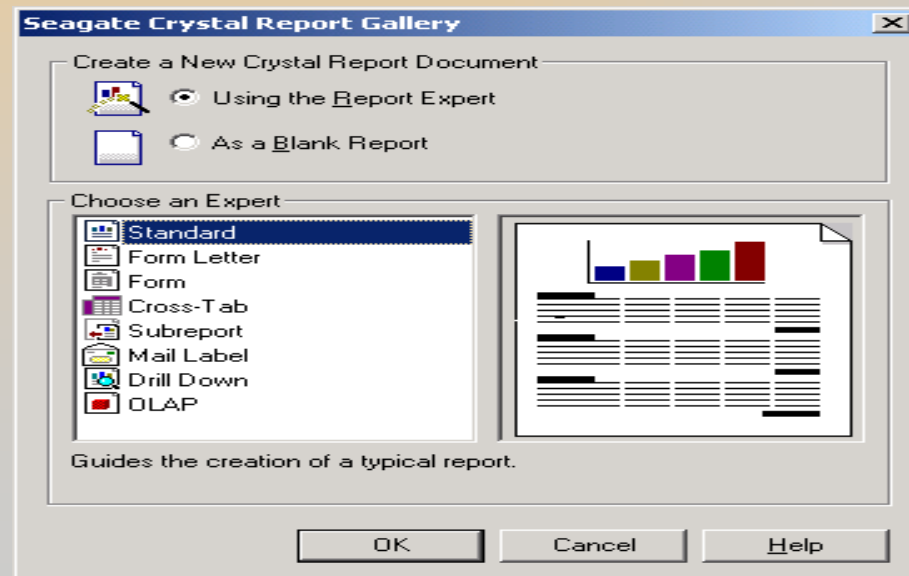 Seagate Crystal Report Gallery
Create a New Crystal Report Document
Using the Report Expert
As a Blank Report
Choose an Expert
Standard
Form Letter
Form
Cross-Tab
Subreport
Mail Label
Drill Down
OLAP
Guides the creation of a typical report.
OK Cancel Help